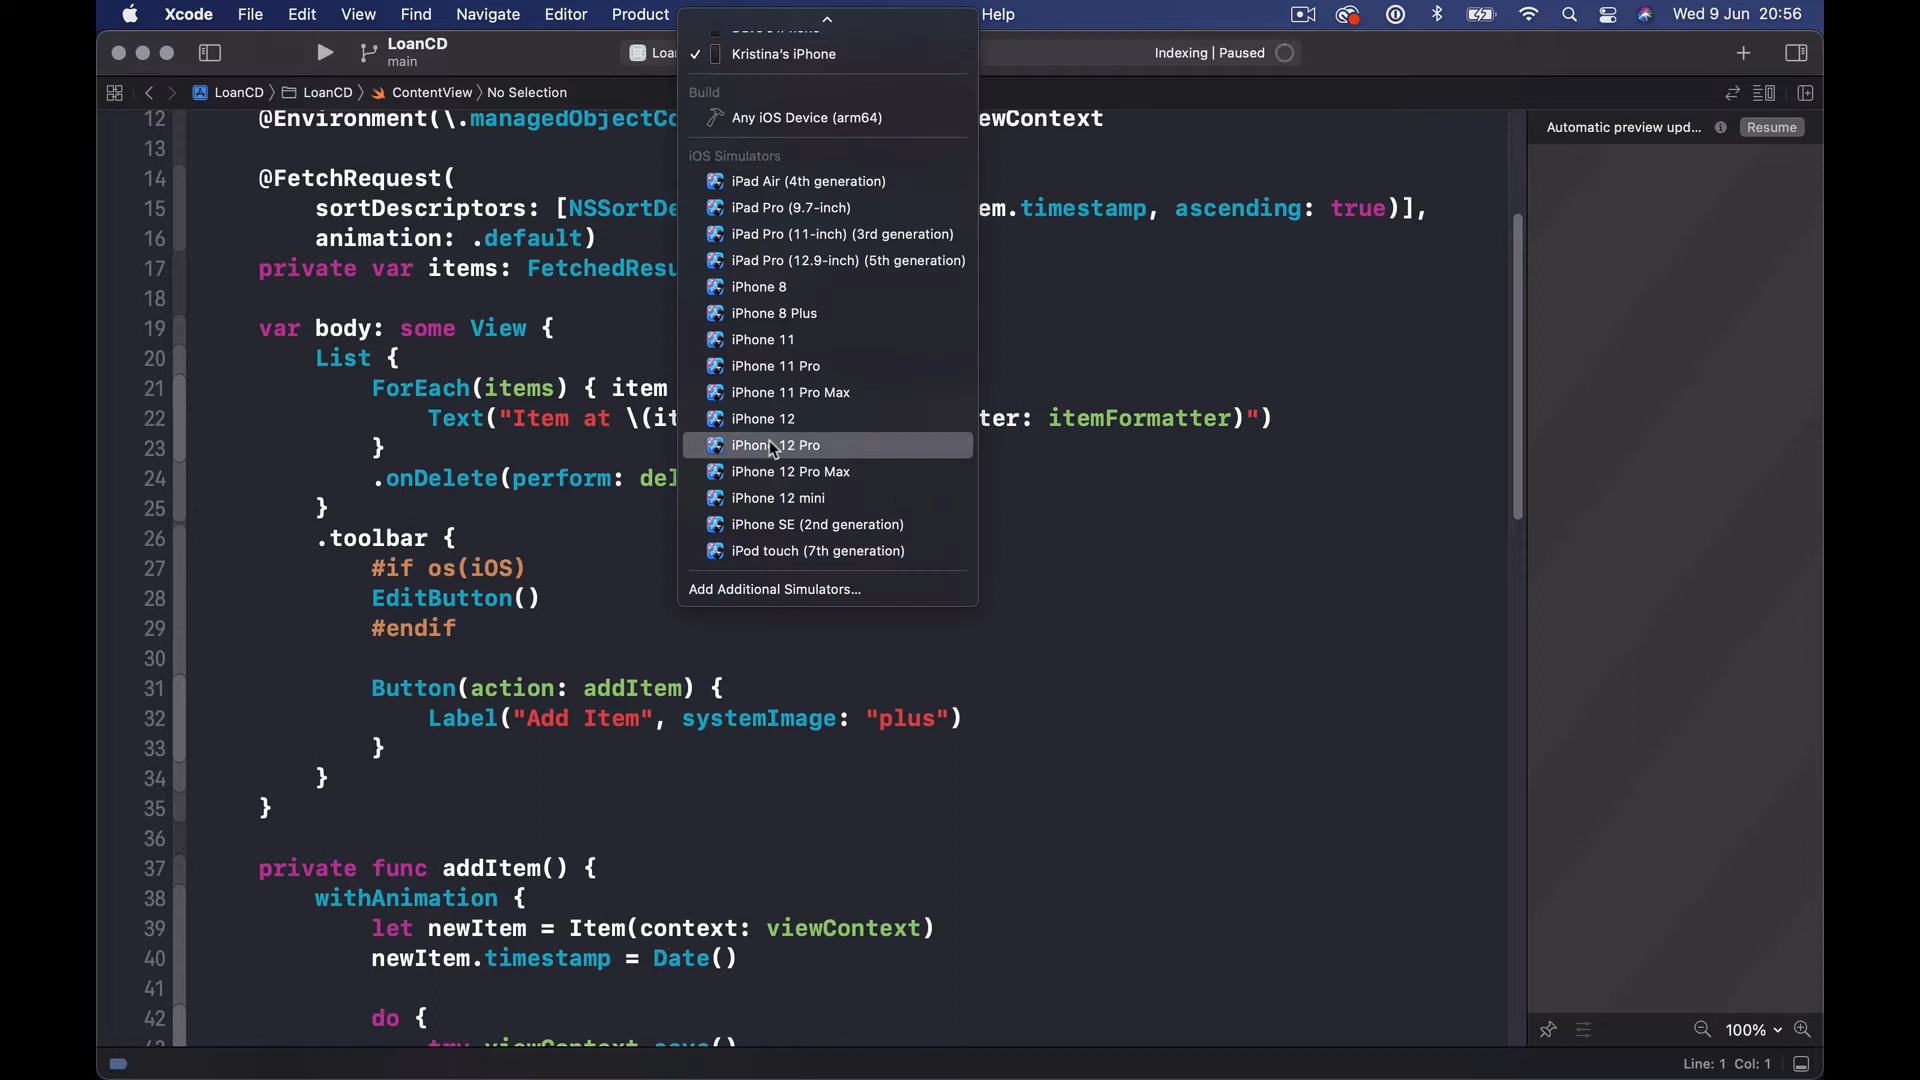 Xcode File Edit View Find Navigate Editor Product Help Wed 9 Jun 20:56
LoanCD
main
Loa
Indexing | Paused
LoanCD LoanCD ContentView No Selection
Automatic preview upd... Resume
Kristina's iPhone
Build
Any iOS Device (arm64)
iOS Simulators
iPad Air (4th generation)
iPad Pro (9.7-inch)
iPad Pro (11-inch) (3rd generation)
iPad Pro (12.9-inch) (5th generation)
iPhone 8
iPhone 8 Plus
iPhone 11
iPhone 11 Pro
iPhone 11 Pro Max
iPhone 12
iPhone 12 Pro
iPhone 12 Pro Max
iPhone 12 mini
iPhone SE (2nd generation)
iPod touch (7th generation)
Add Additional Simulators...
12 @Environment(\.managedObjectCo ewContext
13
14 @FetchRequest(
15 sortDescriptors: [NSSortDe em.timestamp, ascending: true)],
16 animation: .default)
17 private var items: FetchedResu
18
19 var body: some View {
20 List {
21 ForEach(items) { item
22 Text("Item at \(it ter: itemFormatter)")
23 }
24 .onDelete(perform: del
25 }
26 .toolbar {
27 #if os(iOS)
28 EditButton()
29 #endif
30
31 Button(action: addItem) {
32 Label("Add Item", systemImage: "plus")
33 }
34 }
35 }
36
37 private func addItem() {
38 withAnimation {
39 let newItem = Item(context: viewContext)
40 newItem.timestamp = Date()
41
42 do {
try viewContext.save()
100%
Line: 1 Col: 1